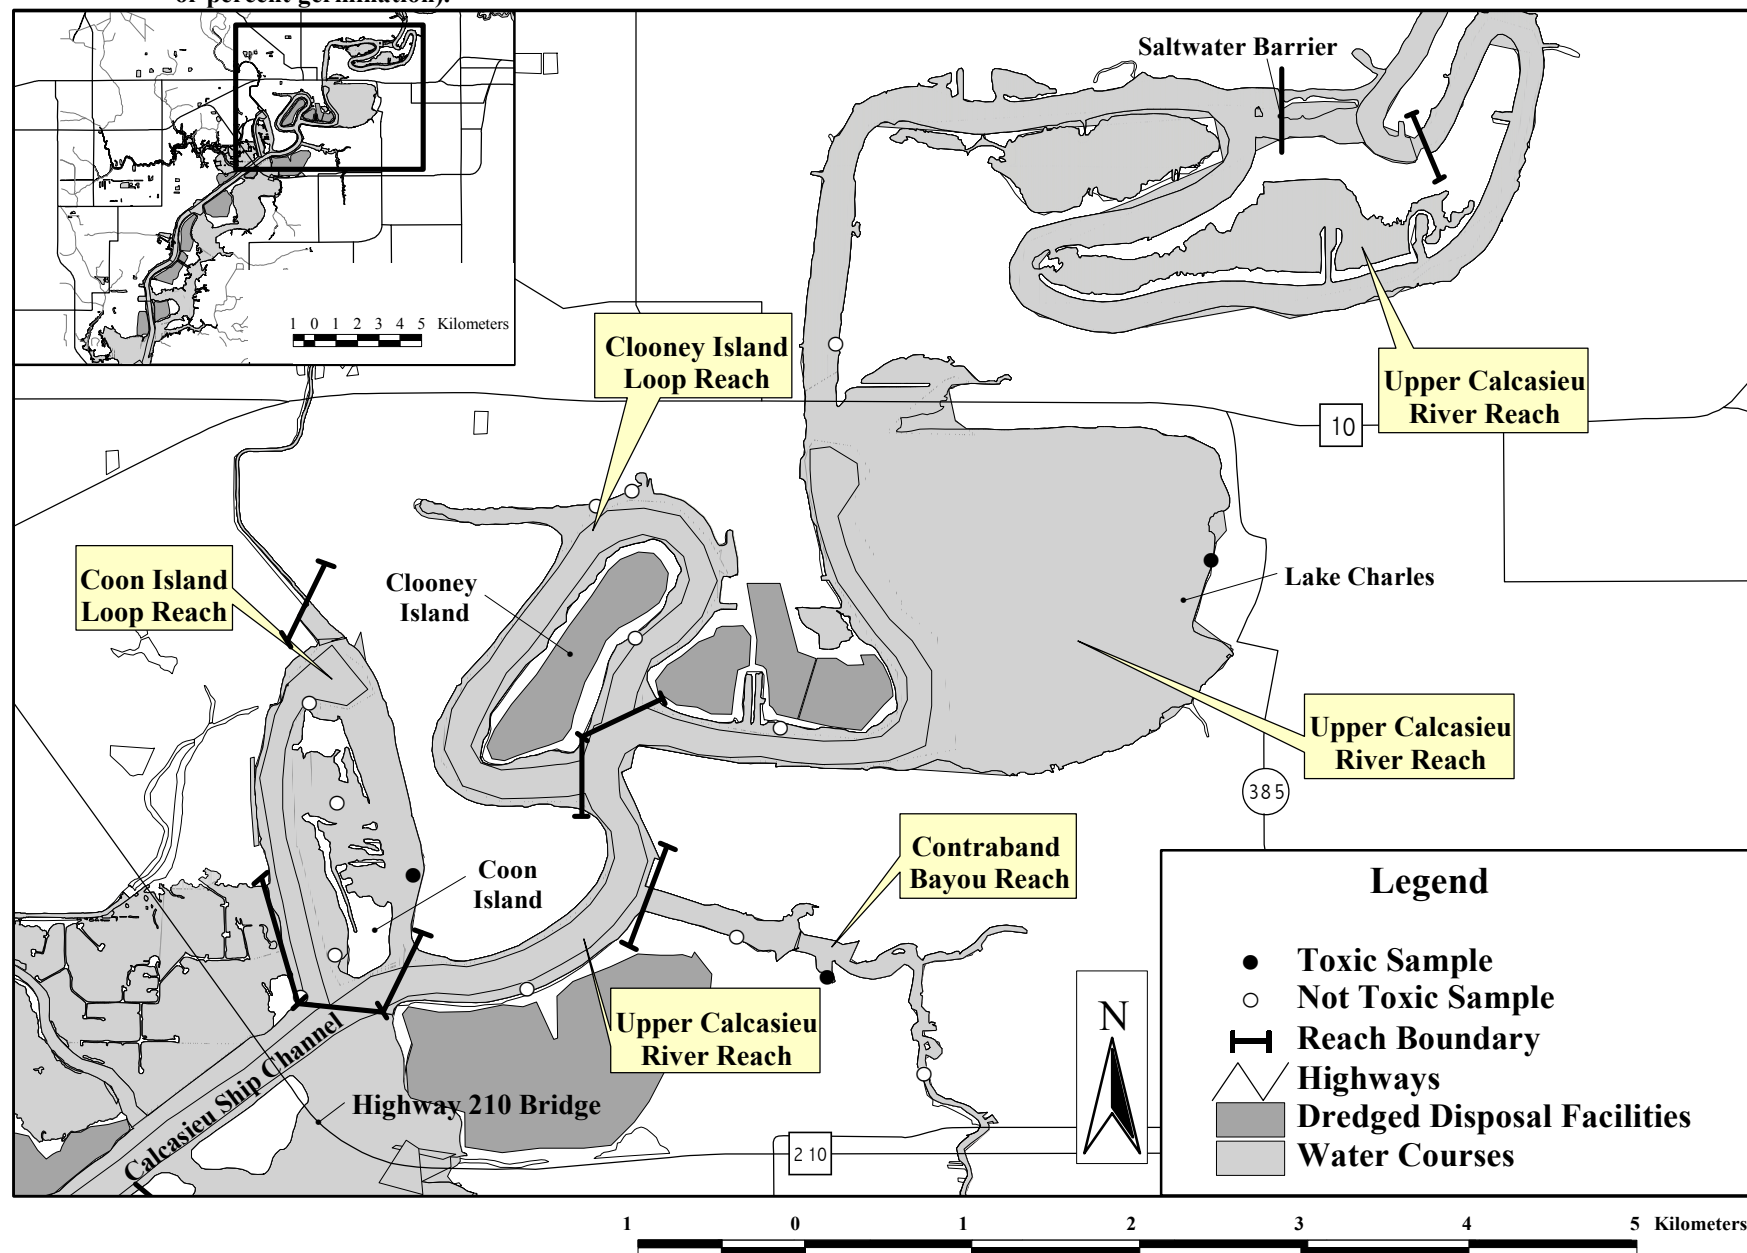 or percent germination).
Saltwater Barrier
1 0 1 2 3 4 5 Kilometers
Clooney Island
Loop Reach
Upper Calcasieu
River Reach
10
Coon Island
Loop Reach
Clooney
Island
Lake Charles
Upper Calcasieu
River Reach
385
Contraband
Bayou Reach
Coon
Island
Upper Calcasieu
River Reach
Calcasieu Ship Channel
Highway 210 Bridge
210
N
Legend
Toxic Sample
Not Toxic Sample
Reach Boundary
Highways
Dredged Disposal Facilities
Water Courses
1 0 1 2 3 4 5 Kilometers